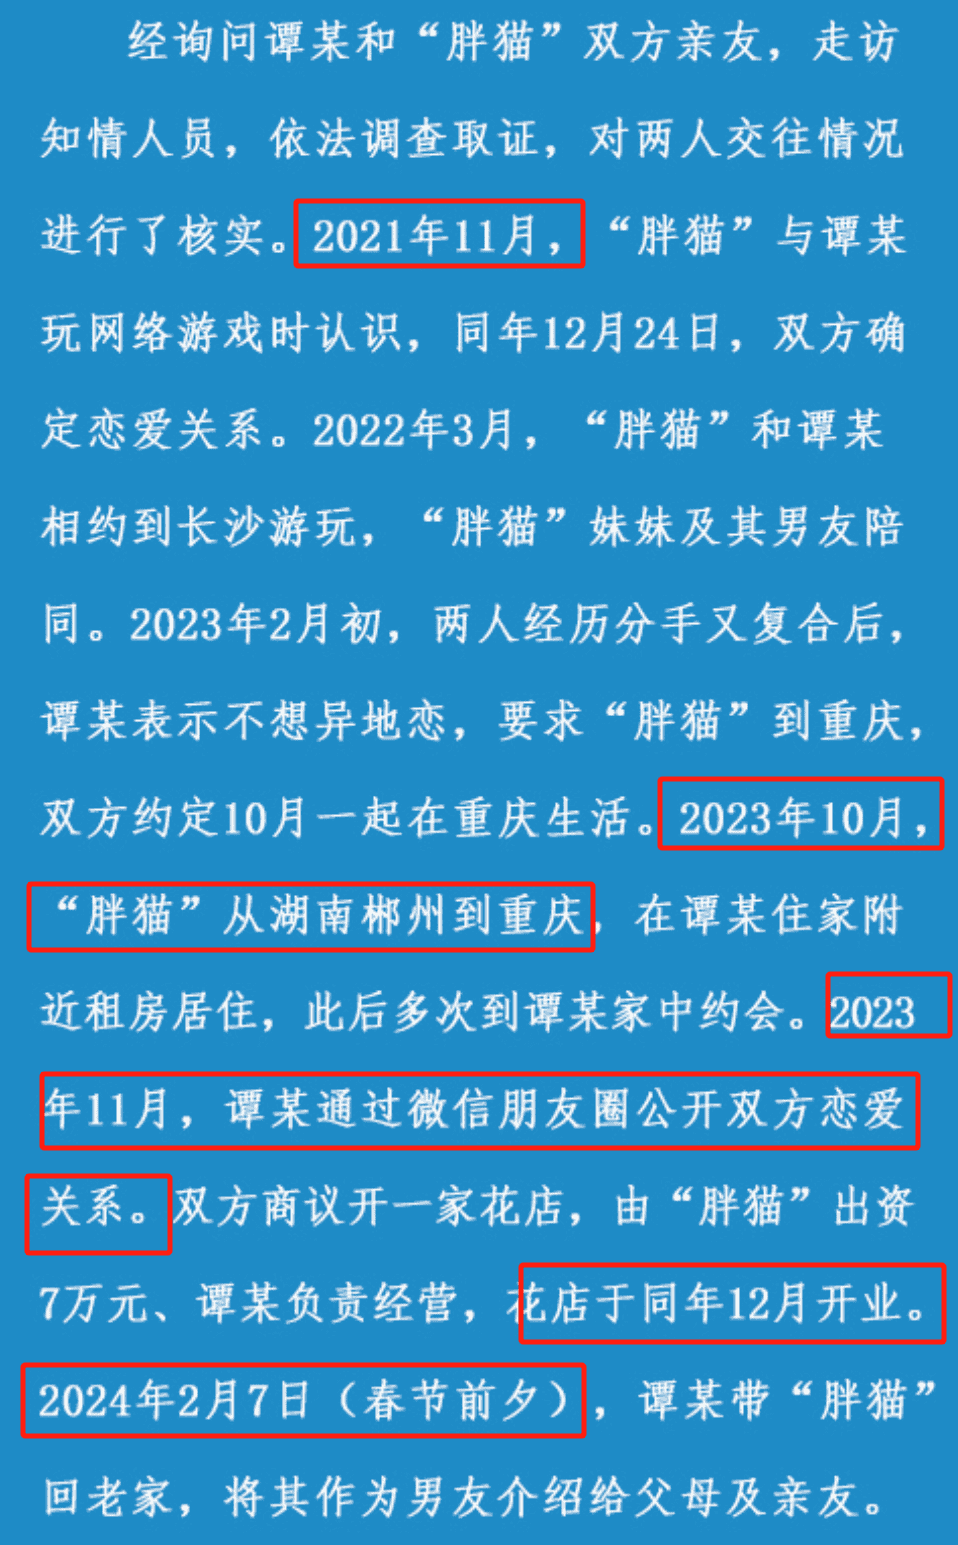 经询问谭某和“胖猫”双方亲友，走访
知情人员，依法调查取证，对两人交往情况
进行了核实。2021年11月，“胖猫”与谭某
玩网络游戏时认识，同年12月24日，双方确
定恋爱关系。2022年3月，“胖猫”和谭某
相约到长沙游玩，“胖猫”妹妹及其男友陪
同。2023年2月初，两人经历分手又复合后，
谭某表示不想异地恋，要求“胖猫”到重庆，
双方约定10月一起在重庆生活。2023年10月，
“胖猫”从湖南郴州到重庆，在谭某住家附
近租房居住，此后多次到谭某家中约会。2023
年11月，谭某通过微信朋友圈公开双方恋爱
关系。双方商议开一家花店，由“胖猫”出资
7万元、谭某负责经营，花店于同年12月开业。
2024年2月7日（春节前夕），谭某带“胖猫”
回老家，将其作为男友介绍给父母及亲友。